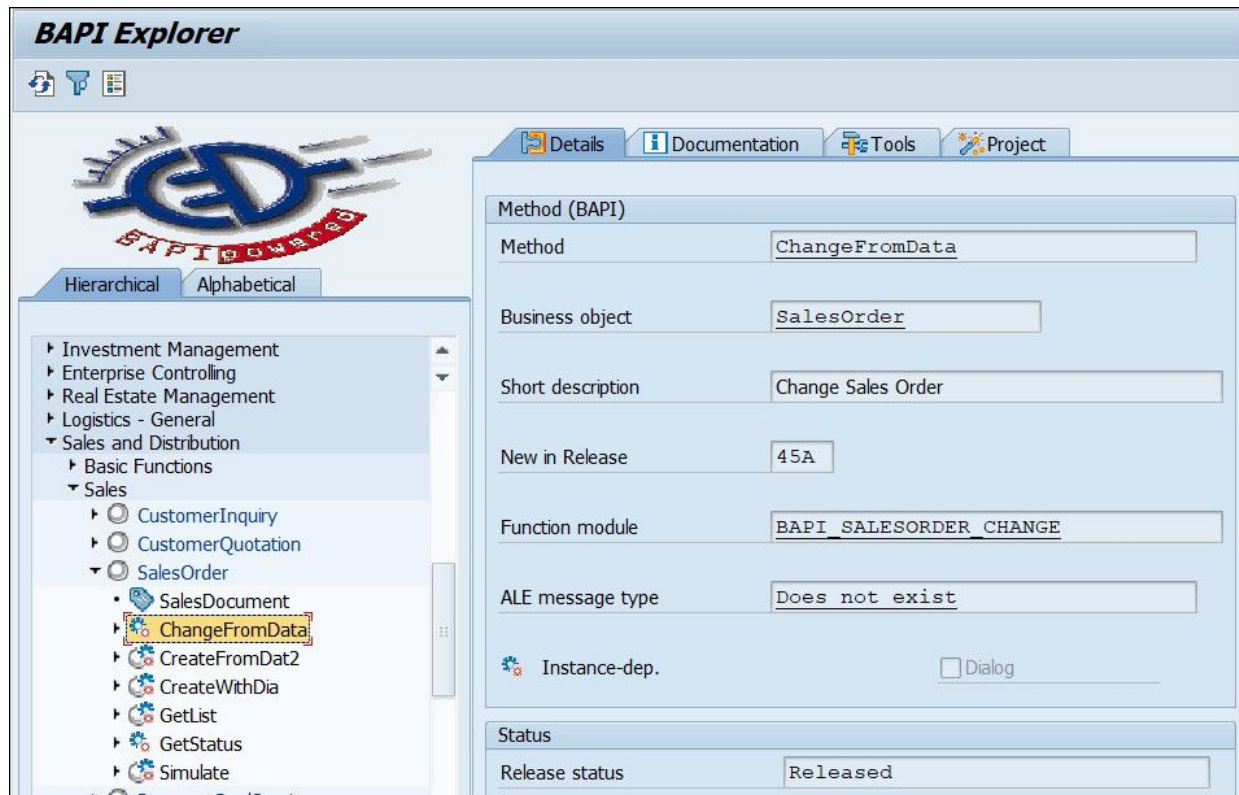 BAPI Explorer
BAPI powered
Hierarchical Alphabetical
Investment Management
Enterprise Controlling
Real Estate Management
Logistics - General
Sales and Distribution
Basic Functions
Sales
CustomerInquiry
CustomerQuotation
SalesOrder
SalesDocument
ChangeFromData
CreateFromDat2
CreateWithDia
GetList
GetStatus
Simulate
Details Documentation Tools Project
Method (BAPI)
Method ChangeFromData
Business object SalesOrder
Short description Change Sales Order
New in Release 45A
Function module BAPI_SALESORDER_CHANGE
ALE message type Does not exist
Instance-dep. Dialog
Status
Release status Released